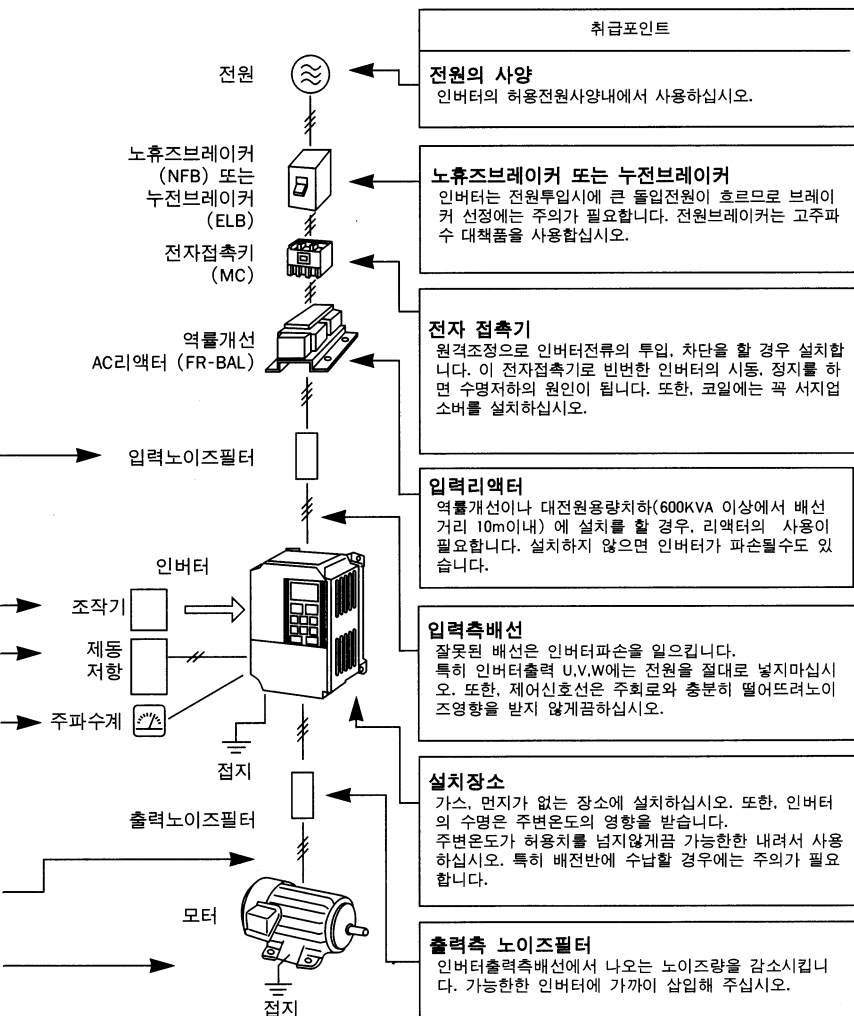 취급포인트
전원
전원의 사양
인버터의 허용전원사양내에서 사용하십시오.
노휴즈브레이커
(NFB) 또는
누전브레이커
(ELB)
노휴즈브레이커 또는 누전브레이커
인버터는 전원투입시에 큰 돌입전원이 흐르므로 브레이
커 선정에는 주의가 필요합니다. 전원브레이커는 고주파
수 대책품을 사용합십시오.
전자접촉키
(MC)
전자 접촉기
원격조정으로 인버터전류의 투입, 차단을 할 경우 설치합
니다. 이 전자접촉기로 빈번한 인버터의 시동, 정지를 하
면 수명저하의 원인이 됩니다. 또한, 코일에는 꼭 서지업
소버를 설치하십시오.
역률개선
AC리액터 (FR-BAL)
입력노이즈필터
입력리액터
역률개선이나 대전원용량치하(600KVA 이상에서 배선
거리 10m이내) 에 설치를 할 경우, 리액터의 사용이
필요합니다. 설치하지 않으면 인버터가 파손될수도 있
습니다.
인버터
조작기
제동
저항
주파수계
접지
입력측배선
잘못된 배선은 인버터파손을 일으킵니다.
특히 인버터출력 U,V,W에는 전원을 절대로 넣지마십시
오. 또한, 제어신호선은 주회로와 충분히 떨어뜨려노이
즈영향을 받지 않게끔하십시오.
출력노이즈필터
설치장소
가스, 먼지가 없는 장소에 설치하십시오. 또한, 인버터
의 수명은 주변온도의 영향을 받습니다.
주변온도가 허용치를 넘지않게끔 가능한한 내려서 사용
하십시오. 특히 배전반에 수납할 경우에는 주의가 필요
합니다.
모터
접지
출력측 노이즈필터
인버터출력측배선에서 나오는 노이즈량을 감소시킵니
다. 가능한한 인버터에 가까이 삽입해 주십시오.